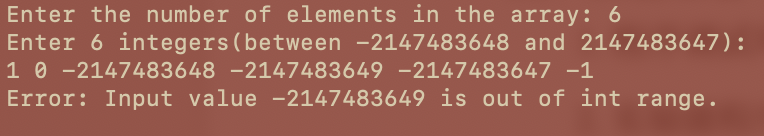 Enter the number of elements in the array: 6
Enter 6 integers(between -2147483648 and 2147483647):
1 0 -2147483648 -2147483649 -2147483647 -1
Error: Input value -2147483649 is out of int range.